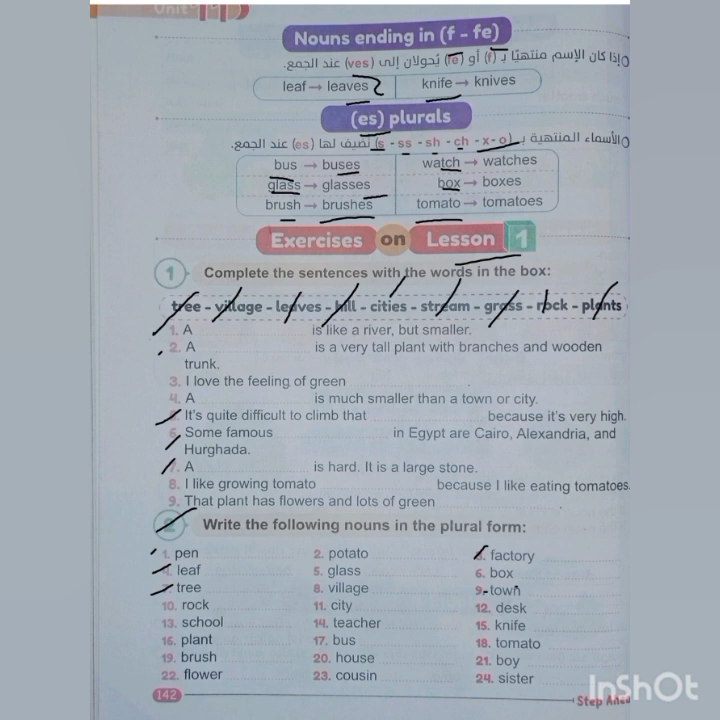 Unit
Nouns ending in (f - fe)
إذا كان الإسم منتهيًا بـ (f) أو (fe) يُحولان إلى (ves) عند الجمع.
leaf → leaves knife → knives
(es) plurals
الأسماء المنتهية بـ (s - ss - sh - ch - x - o) نضيف لها (es) عند الجمع.
bus → buses watch → watches
glass → glasses box → boxes
brush → brushes tomato → tomatoes
Exercises on Lesson 1
1 Complete the sentences with the words in the box:
tree - village - leaves - hill - cities - stream - grass - rock - plants
1. A is like a river, but smaller.
2. A is a very tall plant with branches and wooden
trunk.
3. I love the feeling of green
4. A is much smaller than a town or city.
5. It's quite difficult to climb that because it's very high.
6. Some famous in Egypt are Cairo, Alexandria, and
Hurghada.
7. A is hard. It is a large stone.
8. I like growing tomato because I like eating tomatoes.
9. That plant has flowers and lots of green
2 Write the following nouns in the plural form:
1. pen 2. potato 3. factory
4. leaf 5. glass 6. box
7. tree 8. village 9. town
10. rock 11. city 12. desk
13. school 14. teacher 15. knife
16. plant 17. bus 18. tomato
19. brush 20. house 21. boy
22. flower 23. cousin 24. sister
142 Step Ahead
InShOt